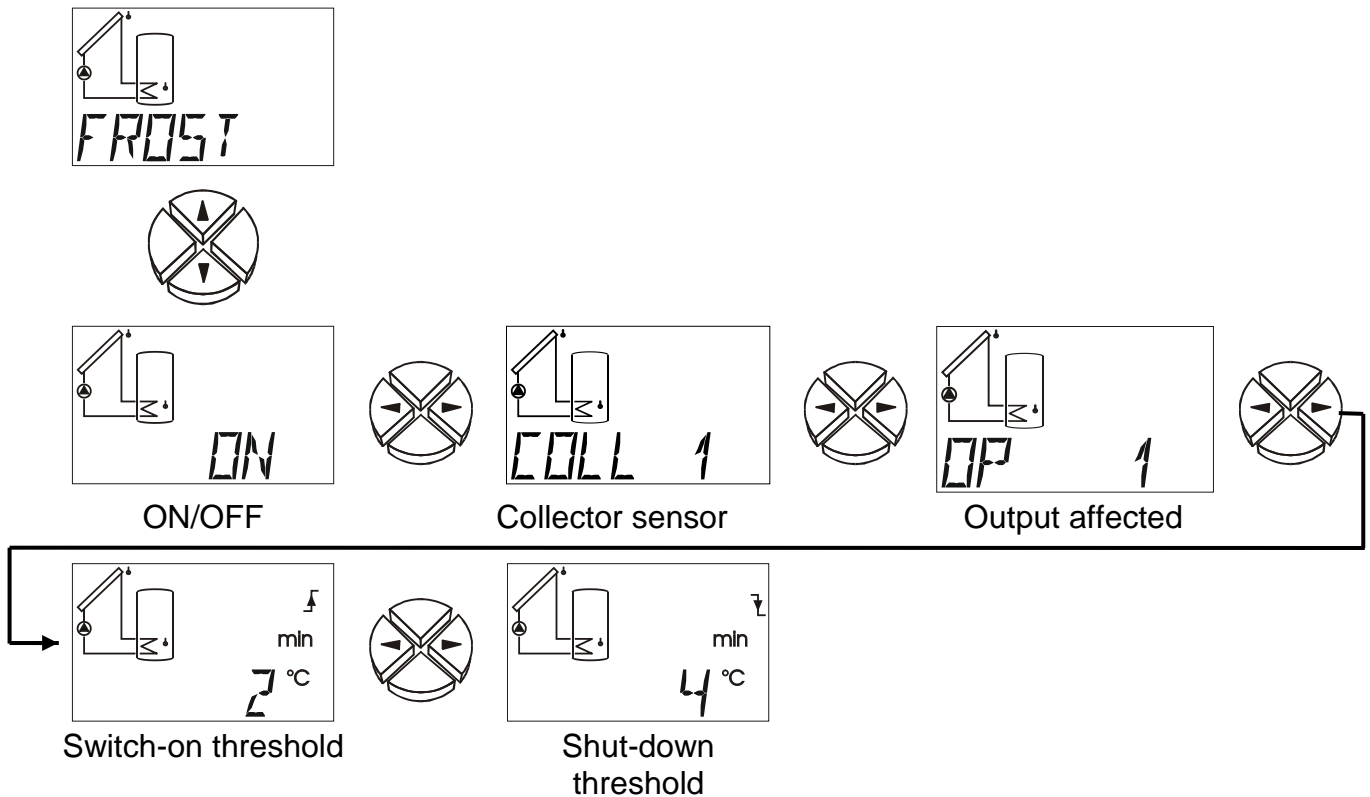 FROST
ON
COLL 1
OP 1
ON/OFF
Collector sensor
Output affected
min
2 °C
min
4 °C
Switch-on threshold
Shut-down
threshold